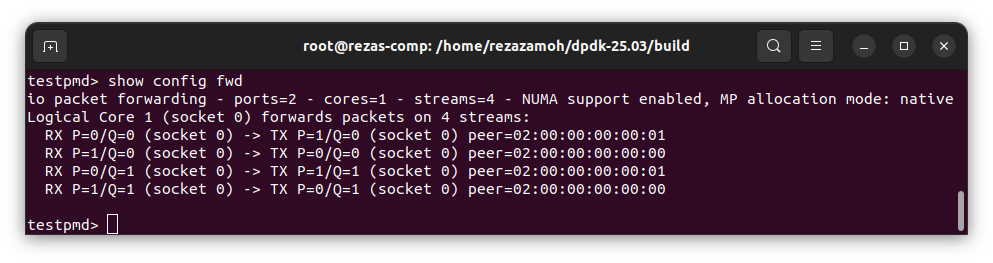 root@rezas-comp: /home/rezazamoh/dpdk-25.03/build
testpmd> show config fwd
io packet forwarding - ports=2 - cores=1 - streams=4 - NUMA support enabled, MP allocation mode: native
Logical Core 1 (socket 0) forwards packets on 4 streams:
  RX P=0/Q=0 (socket 0) -> TX P=1/Q=0 (socket 0) peer=02:00:00:00:00:01
  RX P=1/Q=0 (socket 0) -> TX P=0/Q=0 (socket 0) peer=02:00:00:00:00:00
  RX P=0/Q=1 (socket 0) -> TX P=1/Q=1 (socket 0) peer=02:00:00:00:00:01
  RX P=1/Q=1 (socket 0) -> TX P=0/Q=1 (socket 0) peer=02:00:00:00:00:00
testpmd>